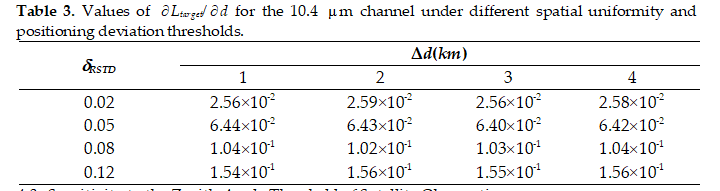 Table 3. Values of ∂L_target/∂d for the 10.4 μm channel under different spatial uniformity and
positioning deviation thresholds.
δ_RSTD Δd(km)
1 2 3 4
0.02 2.56×10⁻² 2.59×10⁻² 2.56×10⁻² 2.58×10⁻²
0.05 6.44×10⁻² 6.43×10⁻² 6.40×10⁻² 6.42×10⁻²
0.08 1.04×10⁻¹ 1.02×10⁻¹ 1.03×10⁻¹ 1.04×10⁻¹
0.12 1.54×10⁻¹ 1.56×10⁻¹ 1.55×10⁻¹ 1.56×10⁻¹